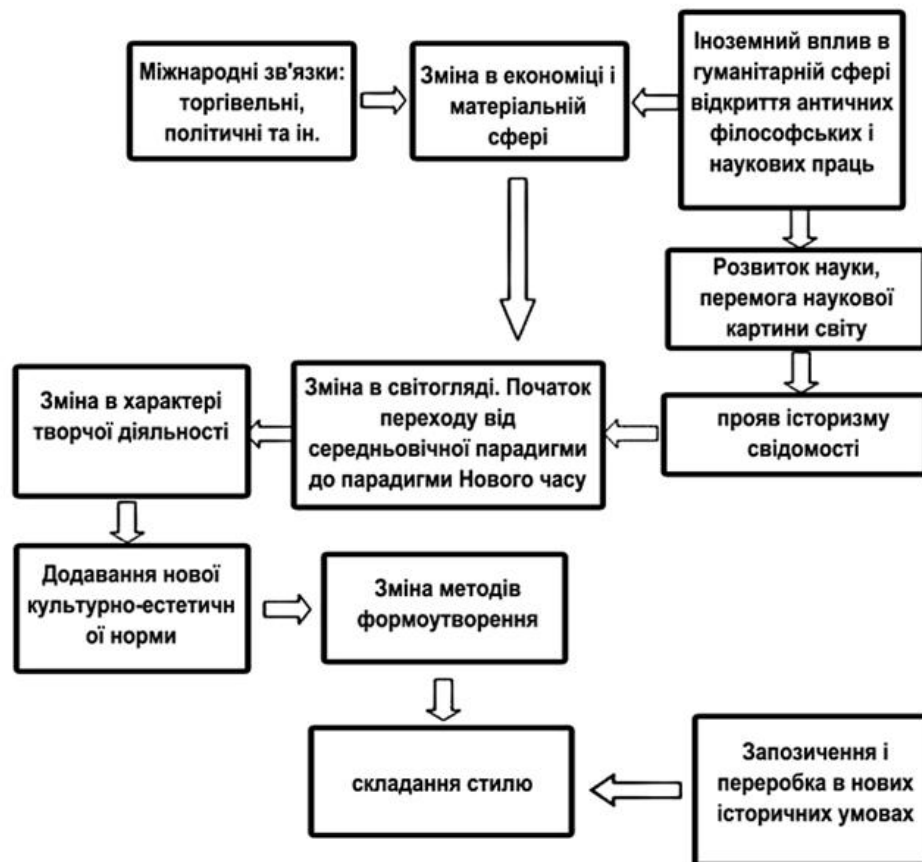 Міжнародні зв'язки:
торгівельні,
політичні та ін.
Зміна в економіці і
матеріальній
сфері
Іноземний вплив в
гуманітарній сфері
відкриття античних
філософських і
наукових праць
Розвиток науки,
перемога наукової
картини світу
Зміна в характері
творчої діяльності
Зміна в світогляді. Початок
переходу від
середньовічної парадигми
до парадигми Нового часу
прояв історизму
свідомості
Додавання нової
культурно-естетичн
ої норми
Зміна методів
формоутворення
складання стилю
Запозичення і
переробка в нових
історичних умовах